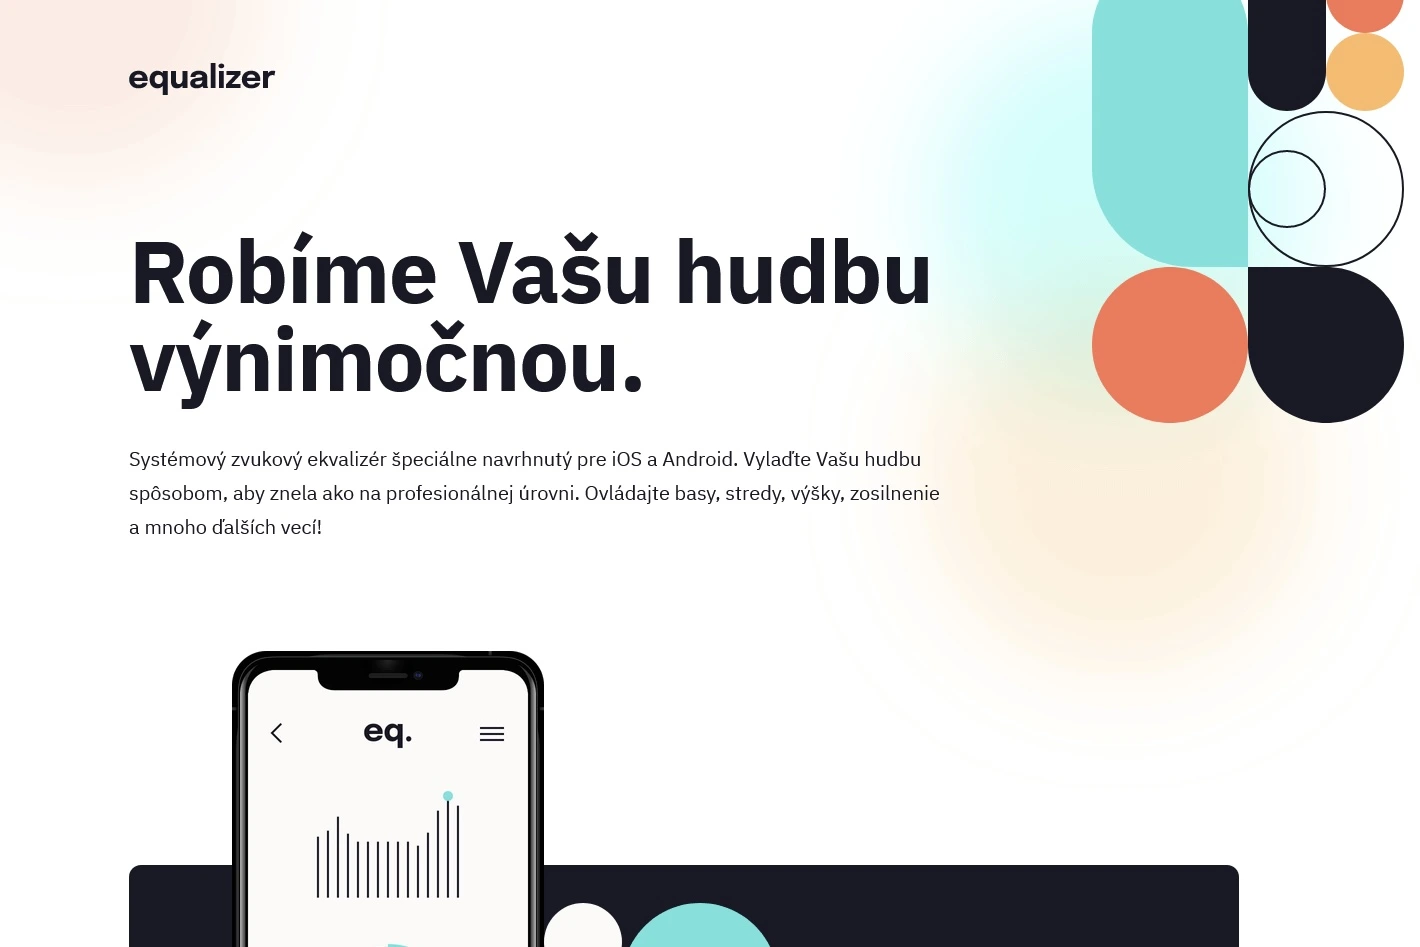 equalizer
Robíme Vašu hudbu
výnimočnou.
Systémový zvukový ekvalizér špeciálne navrhnutý pre iOS a Android. Vylaďte Vašu hudbu
spôsobom, aby znela ako na profesionálnej úrovni. Ovládajte basy, stredy, výšky, zosilnenie
a mnoho ďalších vecí!
eq.